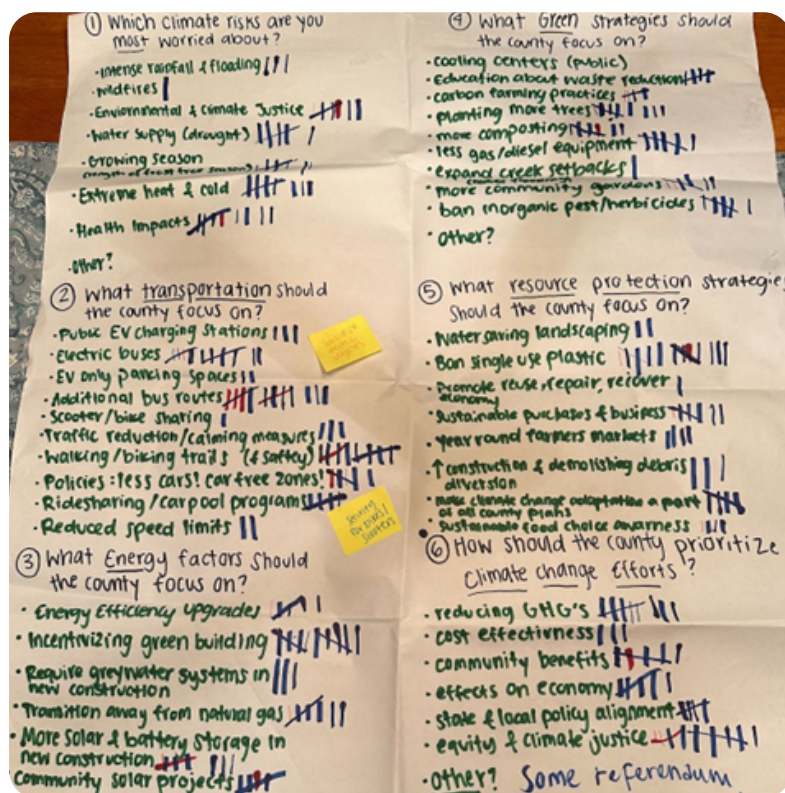 ① Which Climate risks are you
most worried about?
• Intense rainfall & flooding
• Wildfires
• Enviornmental & Climate Justice
• Water Supply (drought)
• Growing Season
• Extreme heat & cold
• Health Impacts
• Other?
② What transportation should
the county focus on?
• Public EV Charging Stations
• Electric buses
• EV only parking spaces
• Additional bus routes
• Scooter/bike sharing
• Traffic reduction/calming measures
• Walking/biking trails (& saftey)
• Policies: less cars! Car free zones!
• Ridesharing/carpool programs
• Reduced speed limits
Security
for bikes/
scooters
③ What Energy factors should
the county focus on?
• Energy Efficiency upgrades
• Incentivizing green building
• Require greywater systems in
new construction
• Transition away from natural gas
• More Solar & battery storage in
new construction
Community solar projects
④ What Green strategies should
the county focus on?
• cooling centers (public)
• Education about waste reduction
• carbon farming practices
• planting more trees
• more composting
• less gas/diesel equipment
• expand creek setbacks
• more community gardens
• ban inorganic pest/herbicides
• Other?
⑤ What resource protection strategies
Should the county focus on?
• Water saving landscaping
• Ban single use plastic
• Promote reuse, repair, recover
economy
• Sustainable purchases & business
• year round farmers markets
• ↑ construction & demolishing debris
diversion
• make climate change adaptation a part
of all county plans
• Sustainable food choice awarness
⑥ How should the county prioritize
Climate change Efforts?
• reducing GHG's
• cost effectivness
• community benefits
• effects on economy
• state & local policy alignment
• equity & climate justice
• Other? Some referendum